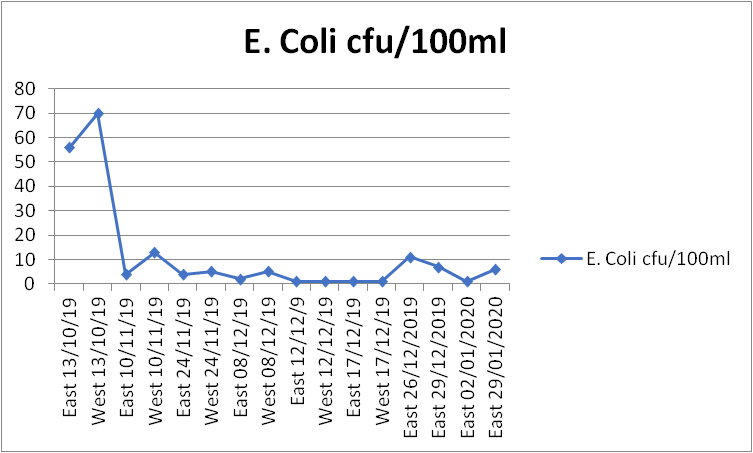 E. Coli cfu/100ml
80
70
60
50
40
30
20
10
0
East 13/10/19
West 13/10/19
East 10/11/19
West 10/11/19
East 24/11/19
West 24/11/19
East 08/12/19
West 08/12/19
East 12/12/9
West 12/12/19
East 17/12/19
West 17/12/19
East 26/12/2019
East 29/12/2019
East 02/01/2020
East 29/01/2020
E. Coli cfu/100ml